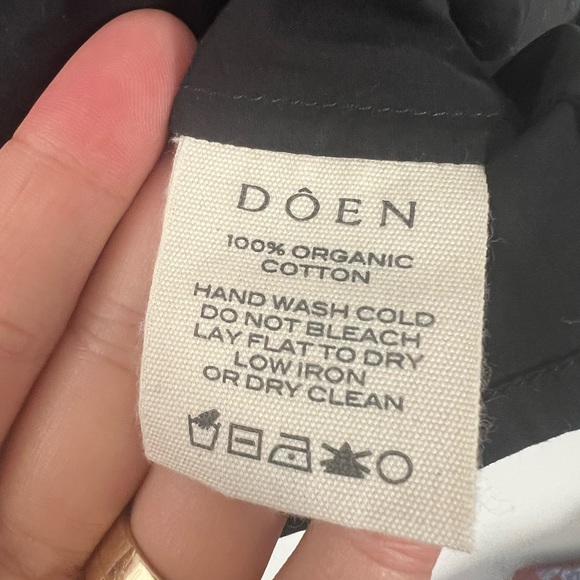 DÔEN
100% ORGANIC
COTTON
HAND WASH COLD
DO NOT BLEACH
LAY FLAT TO DRY
LOW IRON
OR DRY CLEAN